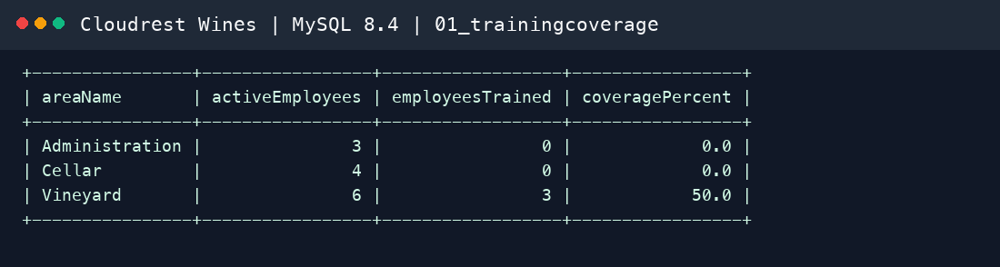 Cloudrest Wines | MySQL 8.4 | 01_trainingcoverage
+----------------+-----------------+------------------+-----------------+
| areaName       | activeEmployees | employeesTrained | coveragePercent |
+----------------+-----------------+------------------+-----------------+
| Administration |               3 |                0 |             0.0 |
| Cellar         |               4 |                0 |             0.0 |
| Vineyard       |               6 |                3 |            50.0 |
+----------------+-----------------+------------------+-----------------+